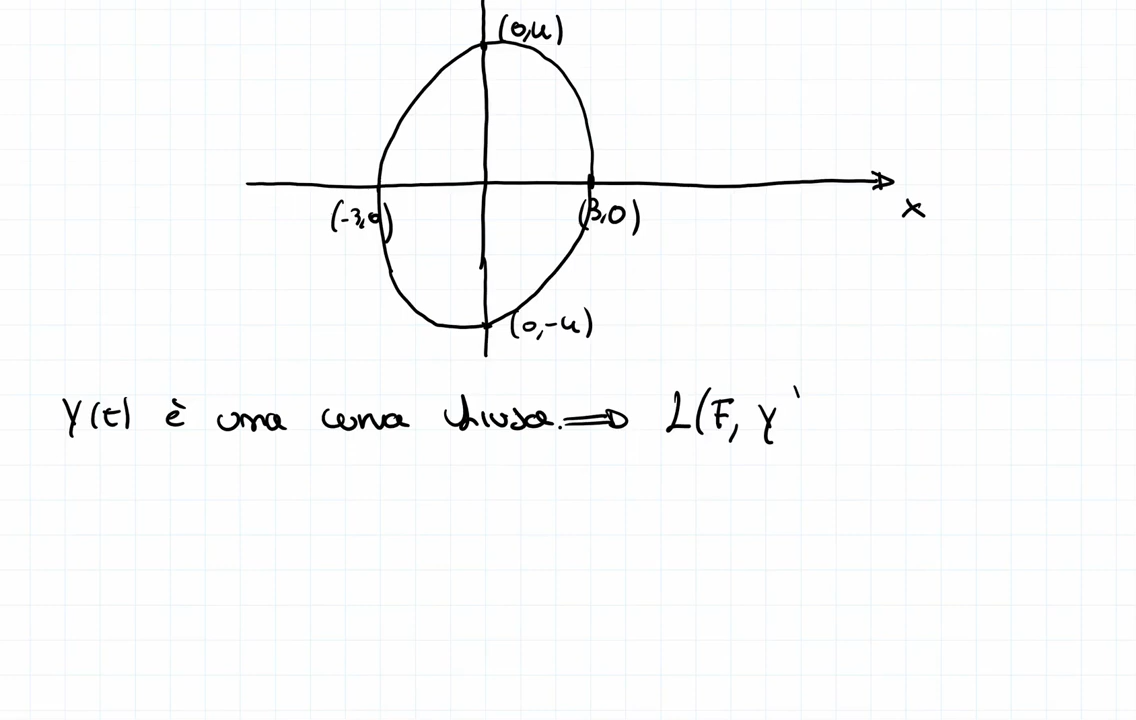 (0,4)
(-3,0)
(3,0)
x
(0,-4)
γ(t) è una curva chiusa. ⟹ L(F, γ